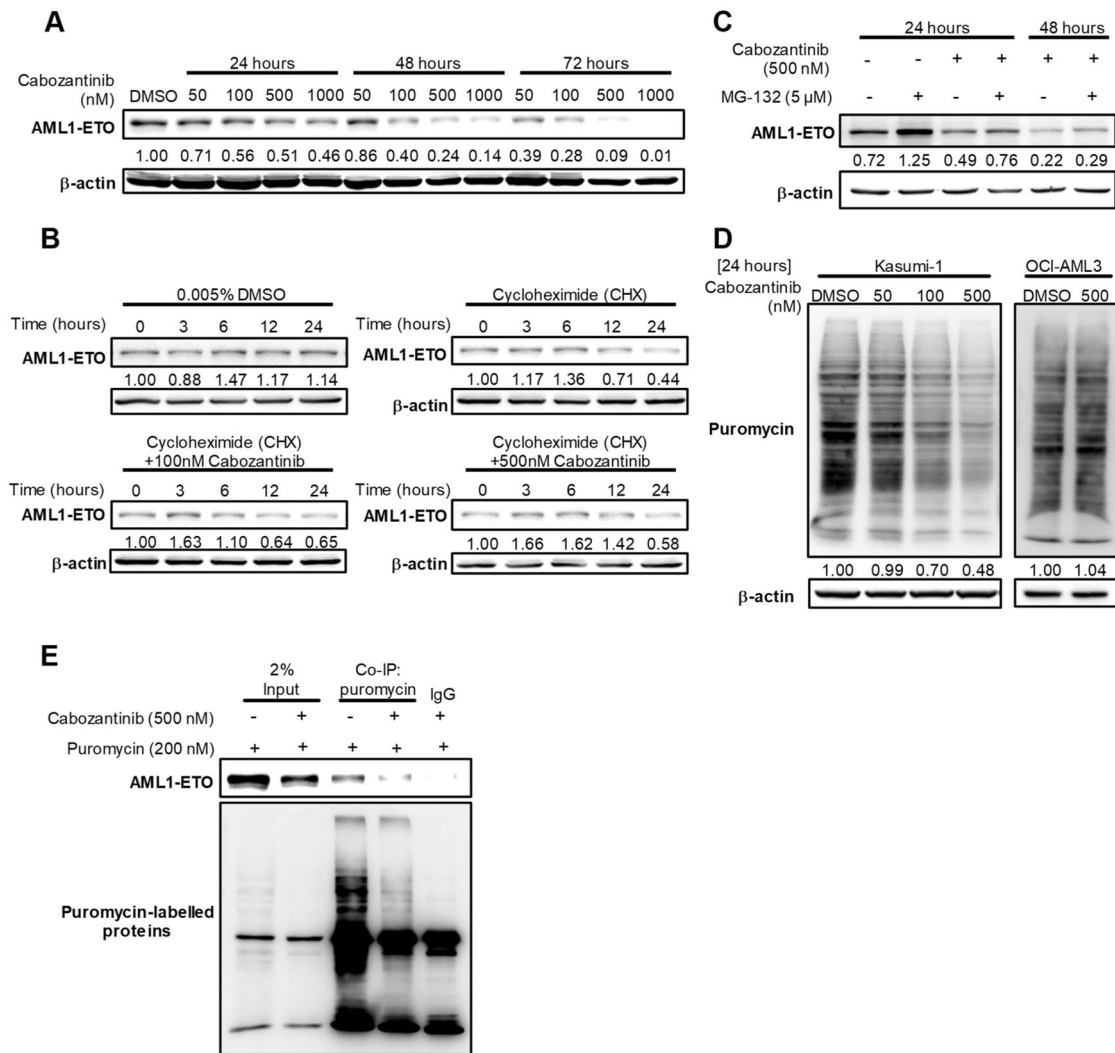 A
24 hours 48 hours 72 hours
Cabozantinib
(nM) DMSO 50 100 500 1000 50 100 500 1000 50 100 500 1000
AML1-ETO
1.00 0.71 0.56 0.51 0.46 0.86 0.40 0.24 0.14 0.39 0.28 0.09 0.01
β-actin
B
0.005% DMSO
Time (hours) 0 3 6 12 24
AML1-ETO
1.00 0.88 1.47 1.17 1.14
Cycloheximide (CHX)
Time (hours) 0 3 6 12 24
AML1-ETO
1.00 1.17 1.36 0.71 0.44
β-actin
Cycloheximide (CHX)
+100nM Cabozantinib
Time (hours) 0 3 6 12 24
AML1-ETO
1.00 1.63 1.10 0.64 0.65
β-actin
Cycloheximide (CHX)
+500nM Cabozantinib
Time (hours) 0 3 6 12 24
AML1-ETO
1.00 1.66 1.62 1.42 0.58
β-actin
C
24 hours 48 hours
Cabozantinib
(500 nM) - - + + + +
MG-132 (5 μM) - + - + - +
AML1-ETO
0.72 1.25 0.49 0.76 0.22 0.29
β-actin
D
[24 hours] Kasumi-1 OCI-AML3
Cabozantinib
(nM) DMSO 50 100 500 DMSO 500
Puromycin
1.00 0.99 0.70 0.48 1.00 1.04
β-actin
E
2%
Input
Co-IP:
puromycin
IgG
Cabozantinib (500 nM) - + - + +
Puromycin (200 nM) + + + + +
AML1-ETO
Puromycin-labelled
proteins